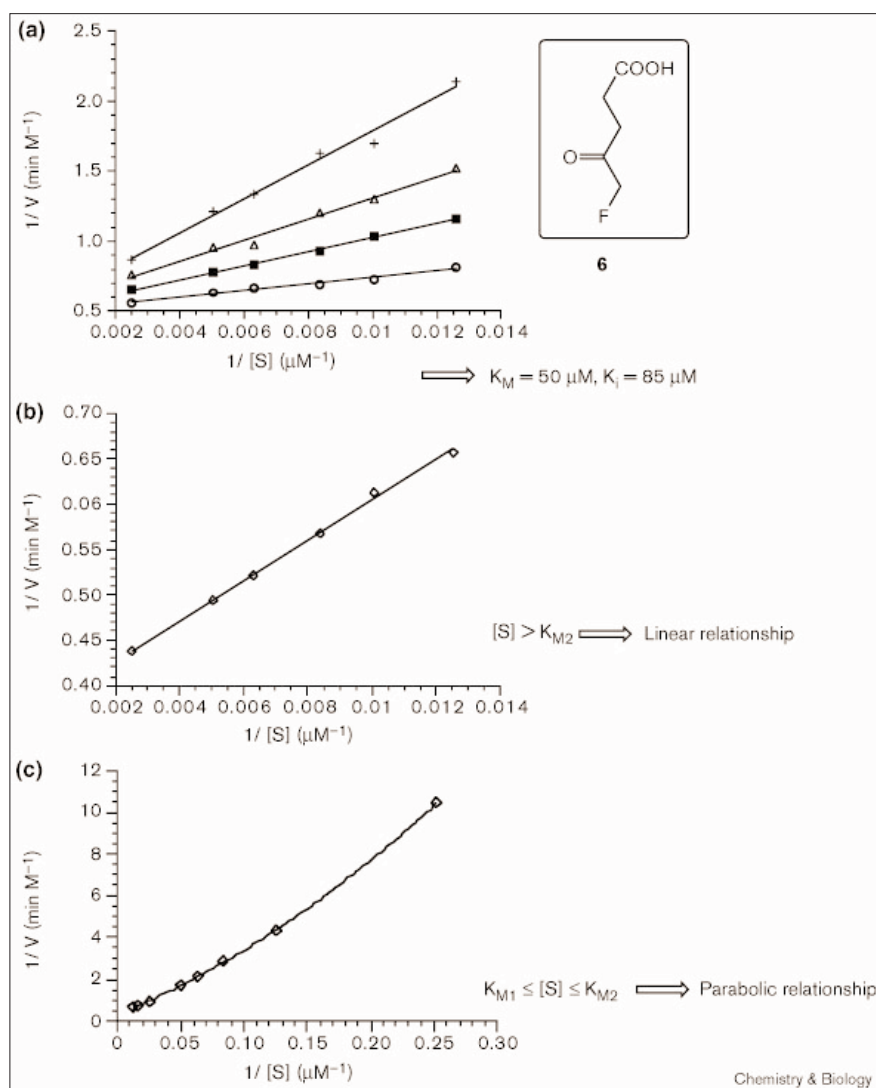 (a)
2.5
2.0
1.5
1.0
0.5
1/ V (min M⁻¹)
0.002 0.004 0.006 0.008 0.01 0.012 0.014
1/ [S] (μM⁻¹)
COOH
O
F
6
K_M = 50 μM, K_i = 85 μM
(b)
0.70
0.65
0.55
0.50
0.45
0.40
1/ V (min M⁻¹)
0.002 0.004 0.006 0.008 0.01 0.012 0.014
1/ [S] (μM⁻¹)
[S] > K_M2 Linear relationship
(c)
12
10
8
6
4
2
0
1/ V (min M⁻¹)
0 0.05 0.10 0.15 0.20 0.25 0.30
1/ [S] (μM⁻¹)
K_M1 ≤ [S] ≤ K_M2 Parabolic relationship
Chemistry & Biology